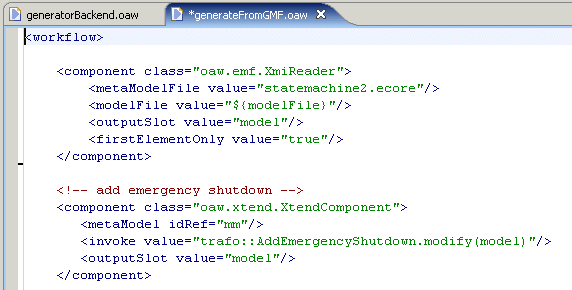 generatorBackend.oaw
*generateFromGMF.oaw
<workflow>
<component class="oaw.emf.XmiReader">
<metaModelFile value="statemachine2.ecore"/>
<modelFile value="${modelFile}"/>
<outputSlot value="model"/>
<firstElementOnly value="true"/>
</component>
<!-- add emergency shutdown -->
<component class="oaw.xtend.XtendComponent">
<metaModel idRef="mm"/>
<invoke value="trafo::AddEmergencyShutdown.modify(model)"/>
<outputSlot value="model"/>
</component>